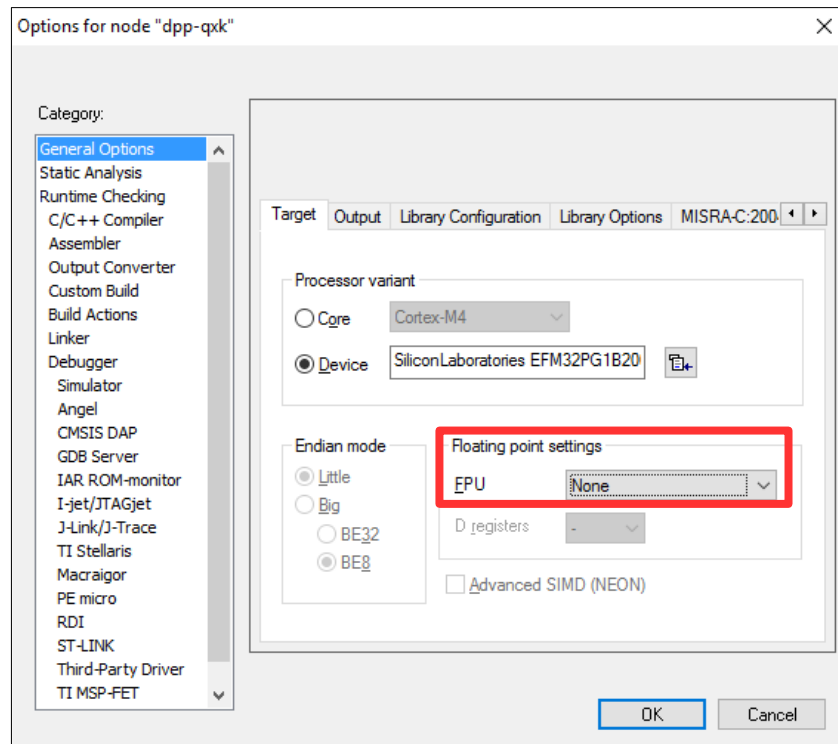 Options for node "dpp-qxk"
Category:
General Options
Static Analysis
Runtime Checking
C/C++ Compiler
Assembler
Output Converter
Custom Build
Build Actions
Linker
Debugger
Simulator
Angel
CMSIS DAP
GDB Server
IAR ROM-monitor
I-jet/JTAGjet
J-Link/J-Trace
TI Stellaris
Macraigor
PE micro
RDI
ST-LINK
Third-Party Driver
TI MSP-FET
Target Output Library Configuration Library Options MISRA-C:200
Processor variant
Core Cortex-M4
Device SiliconLaboratories EFM32PG1B20
Endian mode
Little
Big
BE32
BE8
Floating point settings
FPU None
D registers -
Advanced SIMD (NEON)
OK Cancel